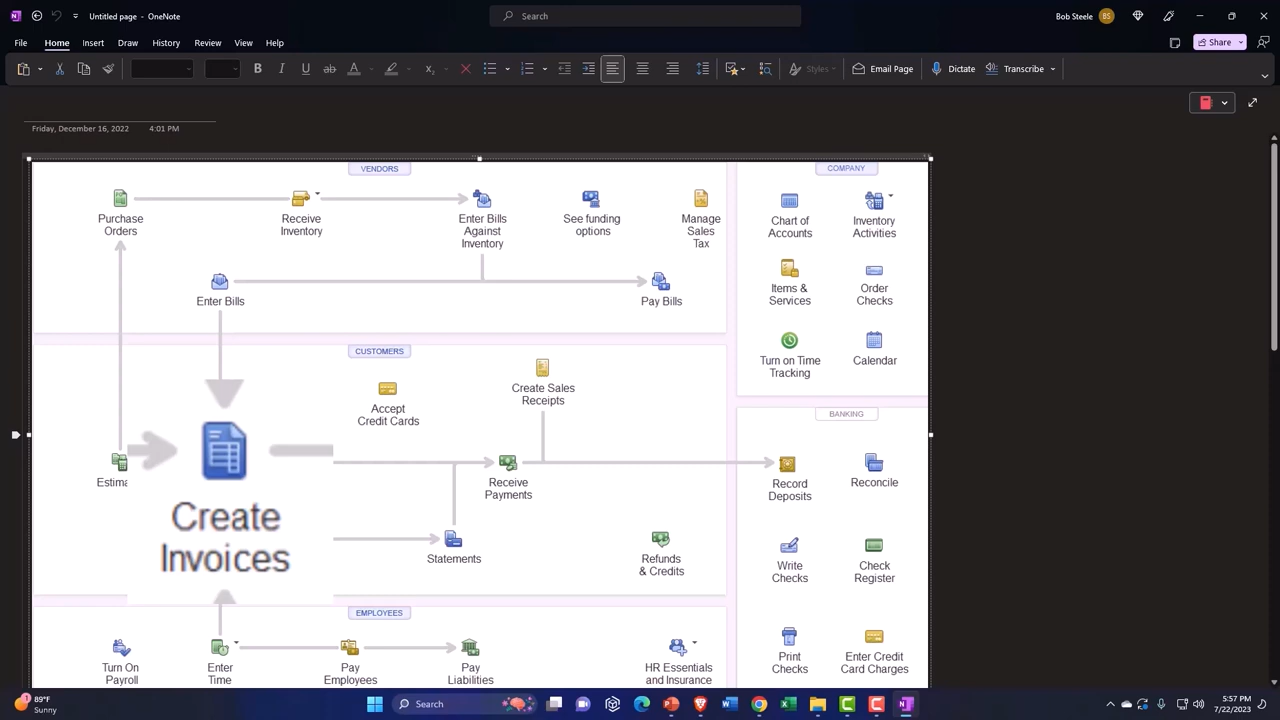 Untitled page - OneNote
Search
Bob Steele
BS
File
Home
Insert
Draw
History
Review
View
Help
Share
Styles
Email Page
Dictate
Transcribe
Friday, December 16, 2022
4:01 PM
VENDORS
Purchase
Orders
Receive
Inventory
Enter Bills
Against
Inventory
See funding
options
Manage
Sales
Tax
Enter Bills
Pay Bills
COMPANY
Chart of
Accounts
Inventory
Activities
Items &
Services
Order
Checks
Turn on Time
Tracking
Calendar
CUSTOMERS
Accept
Credit Cards
Create Sales
Receipts
Estima
Create
Invoices
Receive
Payments
Statements
Refunds
& Credits
BANKING
Record
Deposits
Reconcile
Write
Checks
Check
Register
Print
Checks
Enter Credit
Card Charges
EMPLOYEES
Turn On
Payroll
Enter
Time
Pay
Employees
Pay
Liabilities
HR Essentials
and Insurance
89°F
Sunny
Search
5:57 PM
7/22/2023